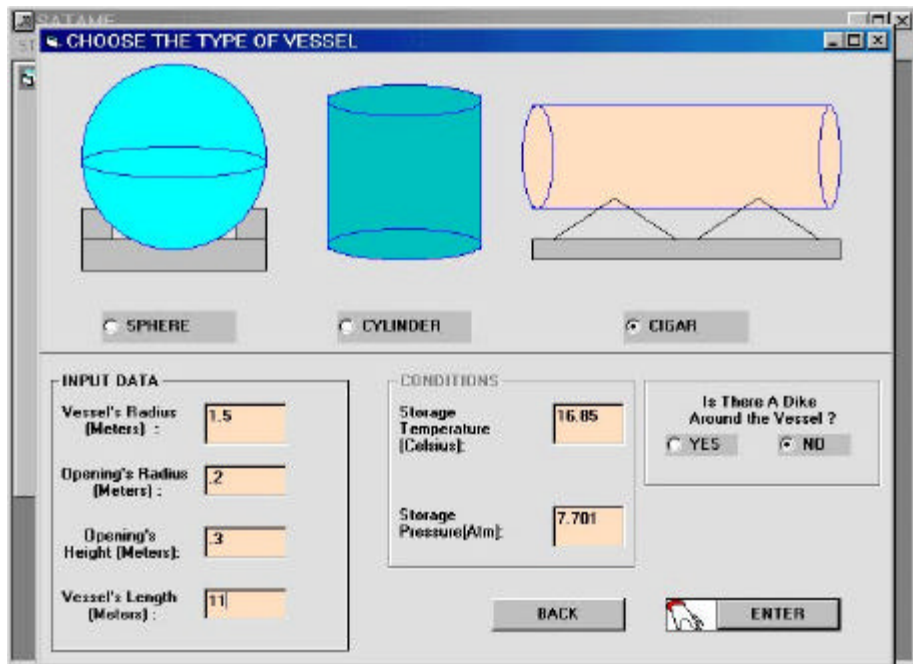 SATAME
CHOOSE THE TYPE OF VESSEL
SPHERE
CYLINDER
CIGAR
INPUT DATA
Vessel's Radius
(Meters) :
1.5
Opening's Radius
(Meters) :
.2
Opening's
Height (Meters):
.3
Vessel's Length
(Meters) :
11
CONDITIONS
Storage
Temperature
(Celsius):
16.85
Storage
Pressure(Atm):
7.701
Is There A Dike
Around the Vessel ?
YES
NO
BACK
ENTER